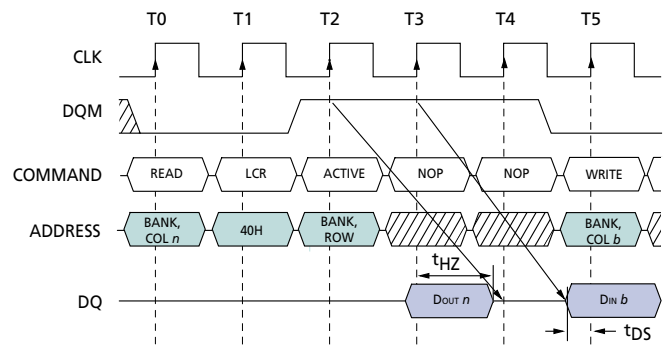 T0 T1 T2 T3 T4 T5
CLK
DQM
COMMAND READ LCR ACTIVE NOP NOP WRITE
ADDRESS BANK, COL n 40H BANK, ROW BANK, COL b
tHZ
DQ DOUT n DIN b
tDS